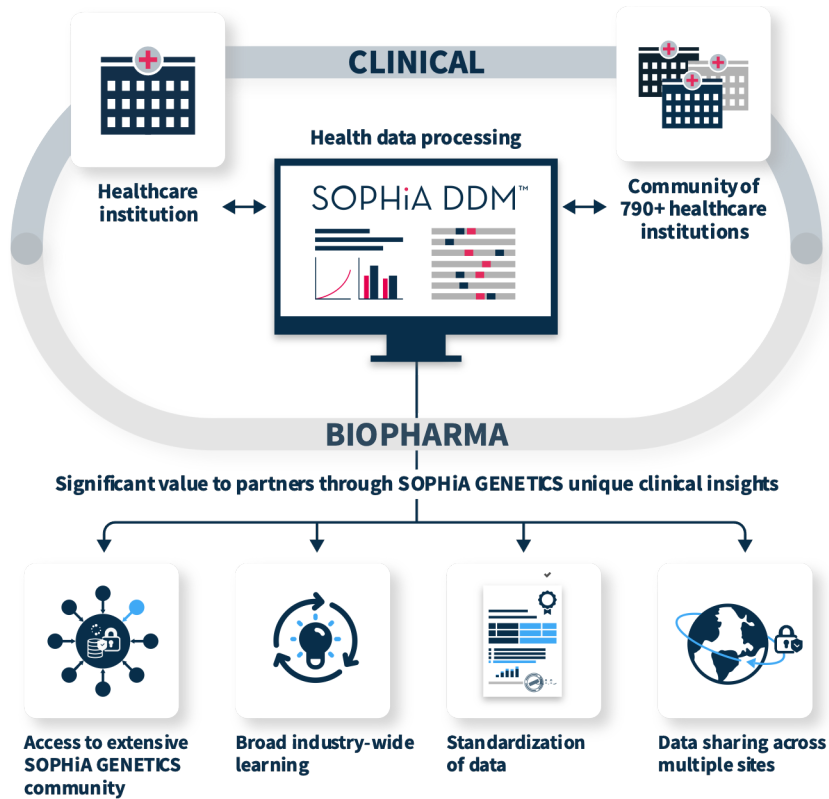 CLINICAL
Health data processing
SOPHiA DDM™
Healthcare
institution
Community of
790+ healthcare
institutions
BIOPHARMA
Significant value to partners through SOPHiA GENETICS unique clinical insights
Access to extensive
SOPHiA GENETICS
community
Broad industry-wide
learning
Standardization
of data
Data sharing across
multiple sites